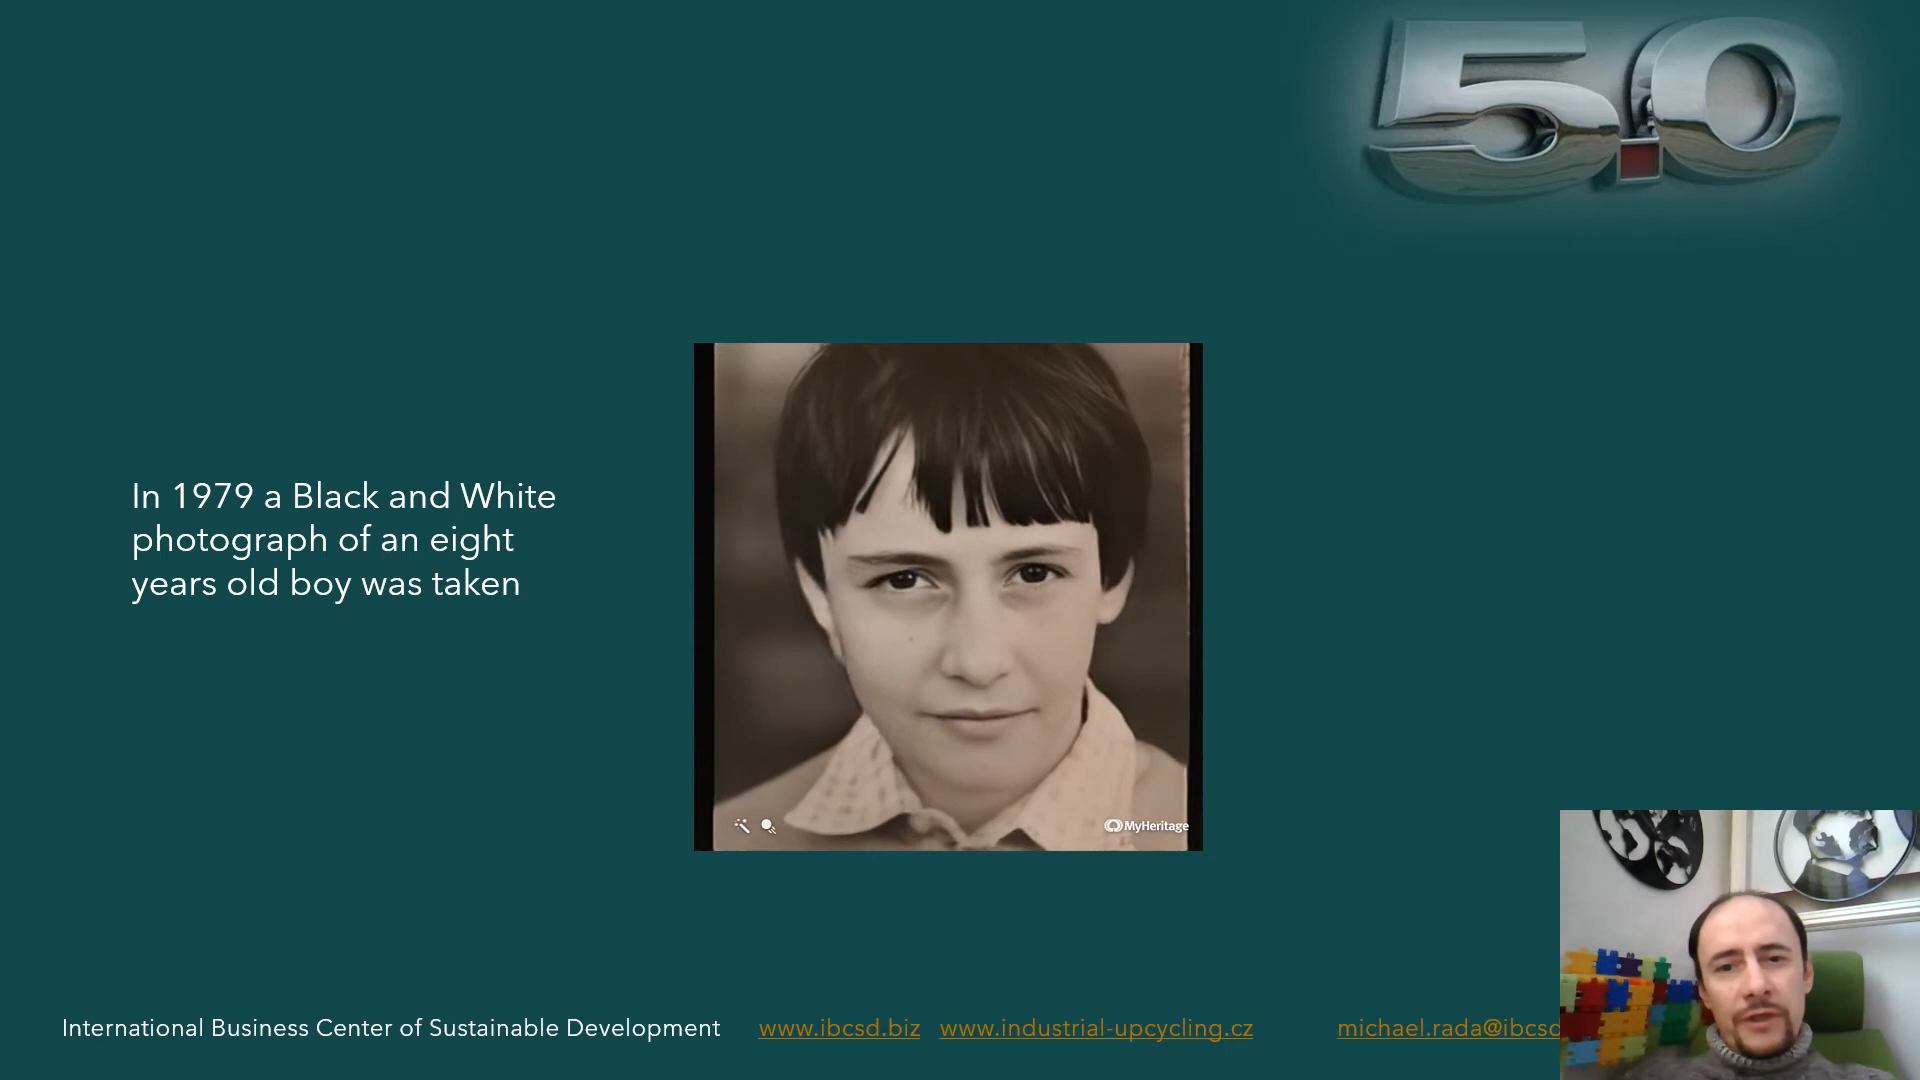 5.0
In 1979 a Black and White
photograph of an eight
years old boy was taken
MyHeritage
International Business Center of Sustainable Development www.ibcsd.biz www.industrial-upcycling.cz michael.rada@ibcsd